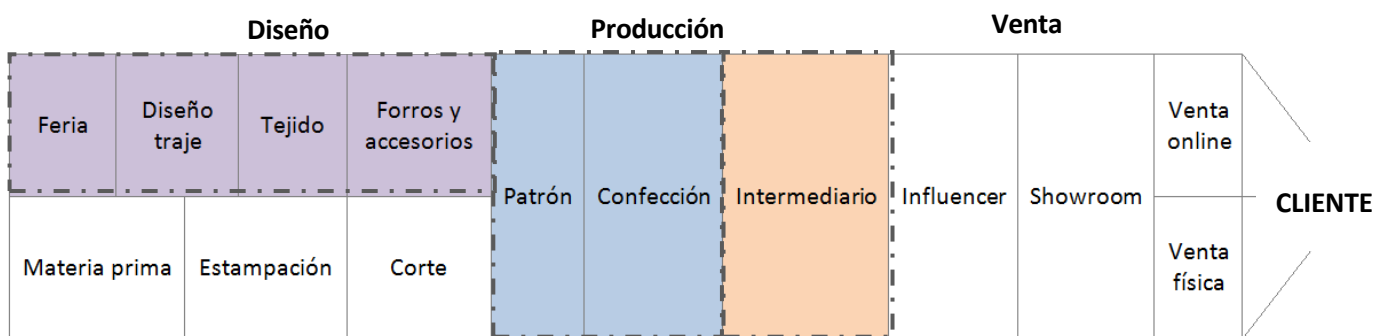 Diseño
Producción
Venta
Feria
Diseño
traje
Tejido
Forros y
accesorios
Patrón
Confección
Intermediario
Influencer
Showroom
Venta
online
CLIENTE
Materia prima
Estampación
Corte
Venta
física